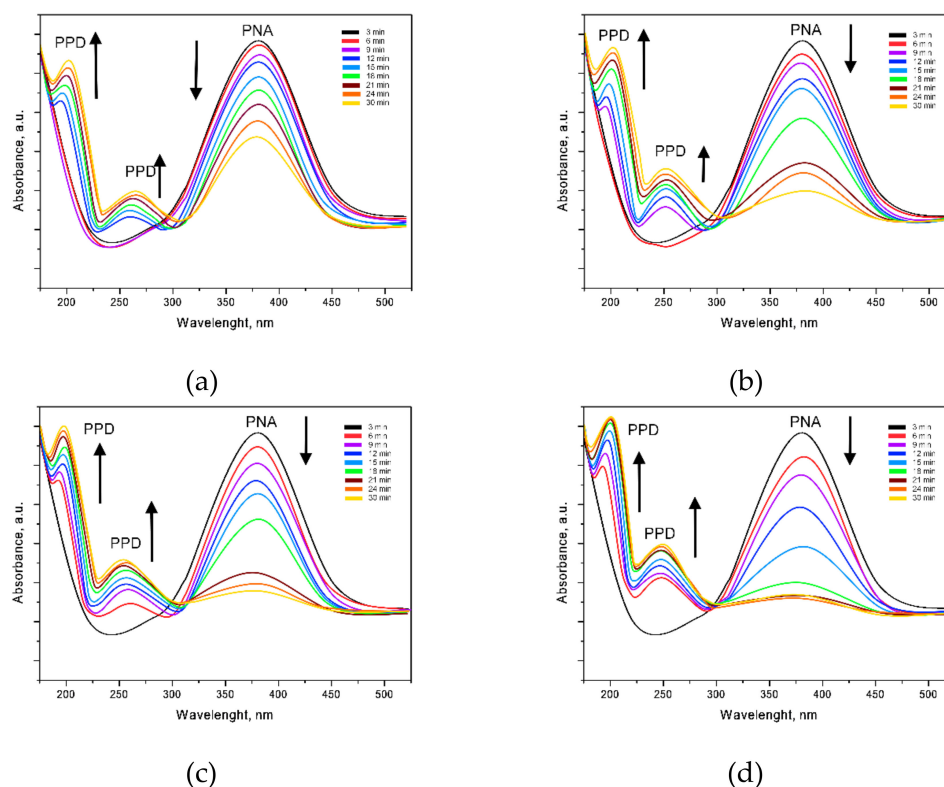 PPD
PNA
PPD
3 min
6 min
9 min
12 min
15 min
18 min
21 min
24 min
30 min
Absorbance, a.u.
200 250 300 350 400 450 500
Wavelenght, nm
(a)
PPD
PNA
PPD
3 min
6 min
9 min
12 min
15 min
18 min
21 min
24 min
30 min
Absorbance, a.u.
200 250 300 350 400 450 500
Wavelenght, nm
(b)
PPD
PNA
PPD
3 min
6 min
9 min
12 min
15 min
18 min
21 min
24 min
30 min
Absorbance, a.u.
200 250 300 350 400 450 500
Wavelenght, nm
(c)
PPD
PNA
PPD
3 min
6 min
9 min
12 min
15 min
18 min
21 min
24 min
30 min
Absorbance, a.u.
200 250 300 350 400 450 500
Wavelenght, nm
(d)